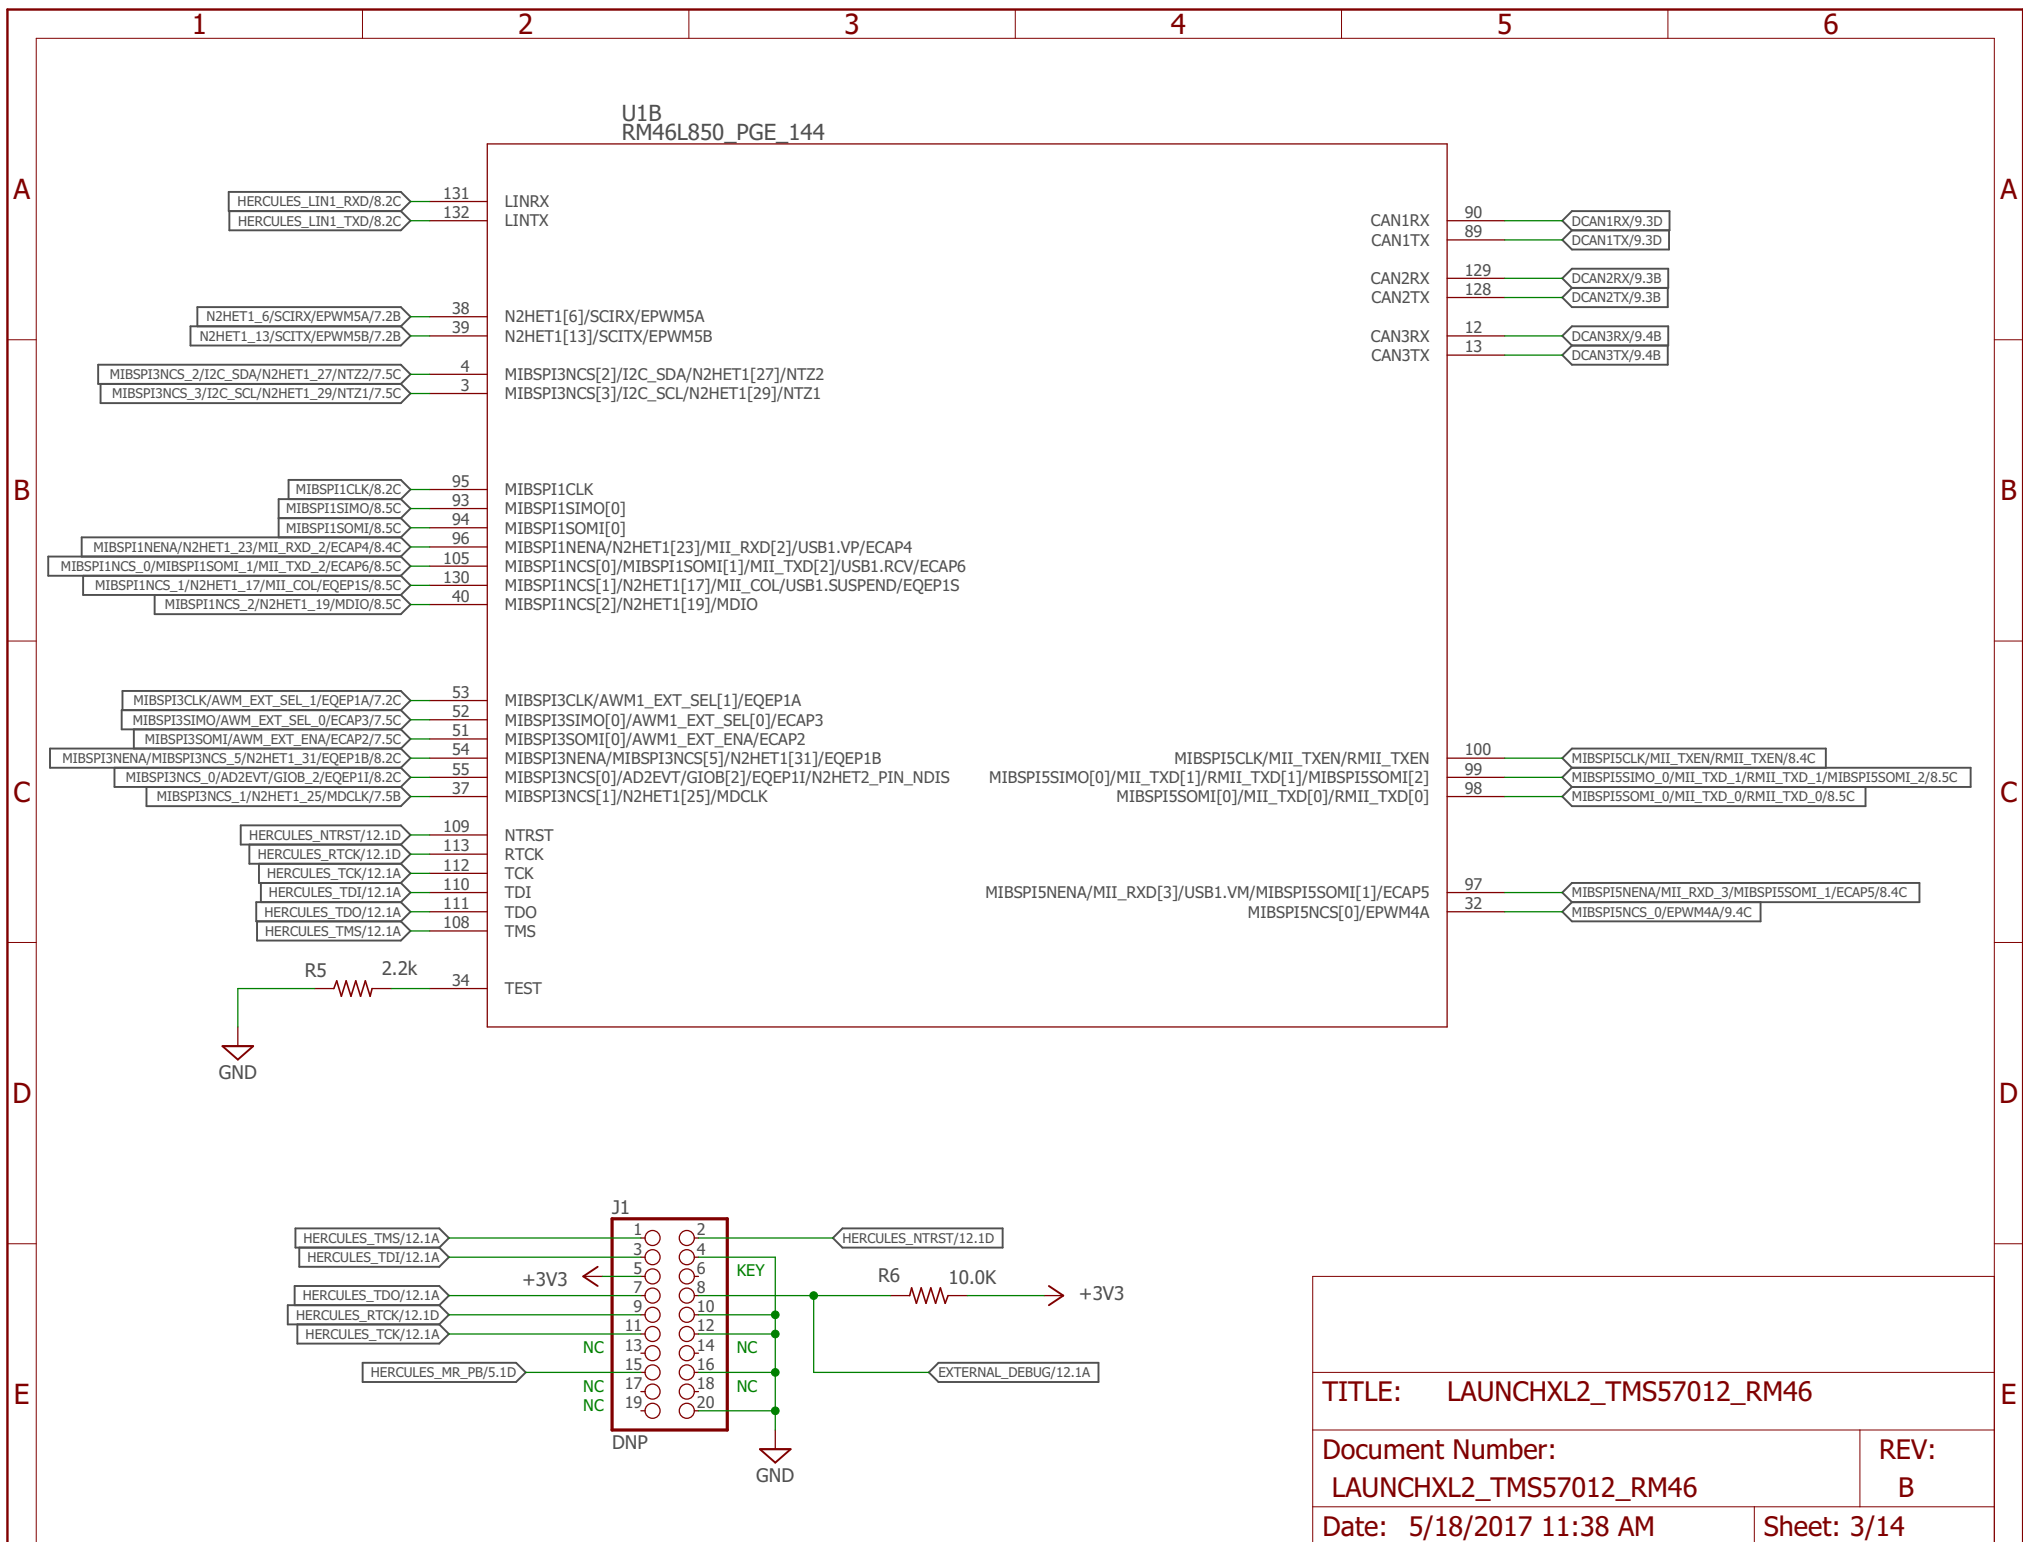 1 2 3 4 5 6
U1B
RM46L850_PGE_144
A A
HERCULES_LIN1_RXD/8.2C 131 LINRX
HERCULES_LIN1_TXD/8.2C 132 LINTX
CAN1RX 90 DCAN1RX/9.3D
CAN1TX 89 DCAN1TX/9.3D
CAN2RX 129 DCAN2RX/9.3B
CAN2TX 128 DCAN2TX/9.3B
N2HET1_6/SCIRX/EPWM5A/7.2B 38 N2HET1[6]/SCIRX/EPWM5A
N2HET1_13/SCITX/EPWM5B/7.2B 39 N2HET1[13]/SCITX/EPWM5B
CAN3RX 12 DCAN3RX/9.4B
CAN3TX 13 DCAN3TX/9.4B
MIBSPI3NCS_2/I2C_SDA/N2HET1_27/NTZ2/7.5C 4 MIBSPI3NCS[2]/I2C_SDA/N2HET1[27]/NTZ2
MIBSPI3NCS_3/I2C_SCL/N2HET1_29/NTZ1/7.5C 3 MIBSPI3NCS[3]/I2C_SCL/N2HET1[29]/NTZ1
B B
MIBSPI1CLK/8.2C 95 MIBSPI1CLK
MIBSPI1SIMO/8.5C 93 MIBSPI1SIMO[0]
MIBSPI1SOMI/8.5C 94 MIBSPI1SOMI[0]
MIBSPI1NENA/N2HET1_23/MII_RXD_2/ECAP4/8.4C 96 MIBSPI1NENA/N2HET1[23]/MII_RXD[2]/USB1.VP/ECAP4
MIBSPI1NCS_0/MIBSPI1SOMI_1/MII_TXD_2/ECAP6/8.5C 105 MIBSPI1NCS[0]/MIBSPI1SOMI[1]/MII_TXD[2]/USB1.RCV/ECAP6
MIBSPI1NCS_1/N2HET1_17/MII_COL/EQEP1S/8.5C 130 MIBSPI1NCS[1]/N2HET1[17]/MII_COL/USB1.SUSPEND/EQEP1S
MIBSPI1NCS_2/N2HET1_19/MDIO/8.5C 40 MIBSPI1NCS[2]/N2HET1[19]/MDIO
MIBSPI3CLK/AWM_EXT_SEL_1/EQEP1A/7.2C 53 MIBSPI3CLK/AWM1_EXT_SEL[1]/EQEP1A
MIBSPI3SIMO/AWM_EXT_SEL_0/ECAP3/7.5C 52 MIBSPI3SIMO[0]/AWM1_EXT_SEL[0]/ECAP3
MIBSPI3SOMI/AWM_EXT_ENA/ECAP2/7.5C 51 MIBSPI3SOMI[0]/AWM1_EXT_ENA/ECAP2
MIBSPI3NENA/MIBSPI3NCS_5/N2HET1_31/EQEP1B/8.2C 54 MIBSPI3NENA/MIBSPI3NCS[5]/N2HET1[31]/EQEP1B MIBSPI5CLK/MII_TXEN/RMII_TXEN 100 MIBSPI5CLK/MII_TXEN/RMII_TXEN/8.4C
MIBSPI3NCS_0/AD2EVT/GIOB_2/EQEP1I/8.2C 55 MIBSPI3NCS[0]/AD2EVT/GIOB[2]/EQEP1I/N2HET2_PIN_NDIS MIBSPI5SIMO[0]/MII_TXD[1]/RMII_TXD[1]/MIBSPI5SOMI[2] 99 MIBSPI5SIMO_0/MII_TXD_1/RMII_TXD_1/MIBSPI5SOMI_2/8.5C
C C
MIBSPI3NCS_1/N2HET1_25/MDCLK/7.5B 37 MIBSPI3NCS[1]/N2HET1[25]/MDCLK MIBSPI5SOMI[0]/MII_TXD[0]/RMII_TXD[0] 98 MIBSPI5SOMI_0/MII_TXD_0/RMII_TXD_0/8.5C
HERCULES_NTRST/12.1D 109 NTRST
HERCULES_RTCK/12.1D 113 RTCK
HERCULES_TCK/12.1A 112 TCK
HERCULES_TDI/12.1A 110 TDI MIBSPI5NENA/MII_RXD[3]/USB1.VM/MIBSPI5SOMI[1]/ECAP5 97 MIBSPI5NENA/MII_RXD_3/MIBSPI5SOMI_1/ECAP5/8.4C
HERCULES_TDO/12.1A 111 TDO MIBSPI5NCS[0]/EPWM4A 32 MIBSPI5NCS_0/EPWM4A/9.4C
HERCULES_TMS/12.1A 108 TMS
R5 2.2k 34 TEST
GND
D D
J1
HERCULES_TMS/12.1A 1 2 HERCULES_NTRST/12.1D
HERCULES_TDI/12.1A 3 4
+3V3 5 6 KEY
HERCULES_TDO/12.1A 7 8 R6 10.0K +3V3
HERCULES_RTCK/12.1D 9 10
HERCULES_TCK/12.1A 11 12
NC 13 14 NC
HERCULES_MR_PB/5.1D 15 16 EXTERNAL_DEBUG/12.1A
NC 17 18 NC
NC 19 20
E E
DNP
GND
TITLE: LAUNCHXL2_TMS57012_RM46
Document Number: REV:
LAUNCHXL2_TMS57012_RM46 B
Date: 5/18/2017 11:38 AM Sheet: 3/14